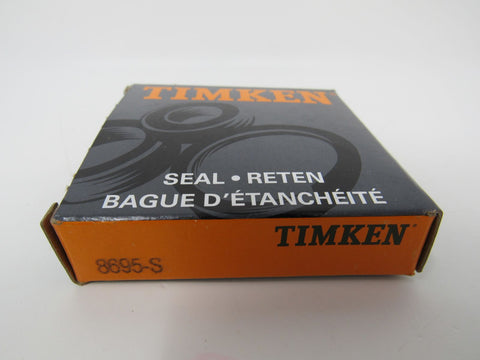 TIMKEN
SEAL • RETEN
BAGUE D'ÉTANCHÉITÉ
TIMKEN
8695-S